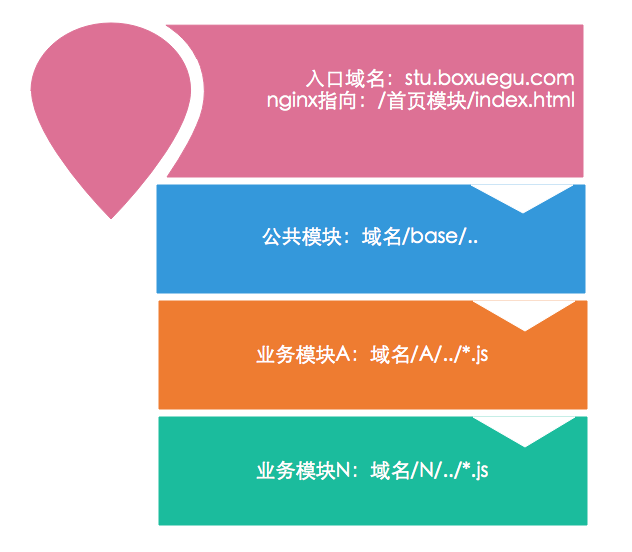 入口域名：stu.boxuegu.com
nginx指向：/首页模块/index.html
公共模块：域名/base/..
业务模块A：域名/A/../*.js
业务模块N：域名/N/../*.js